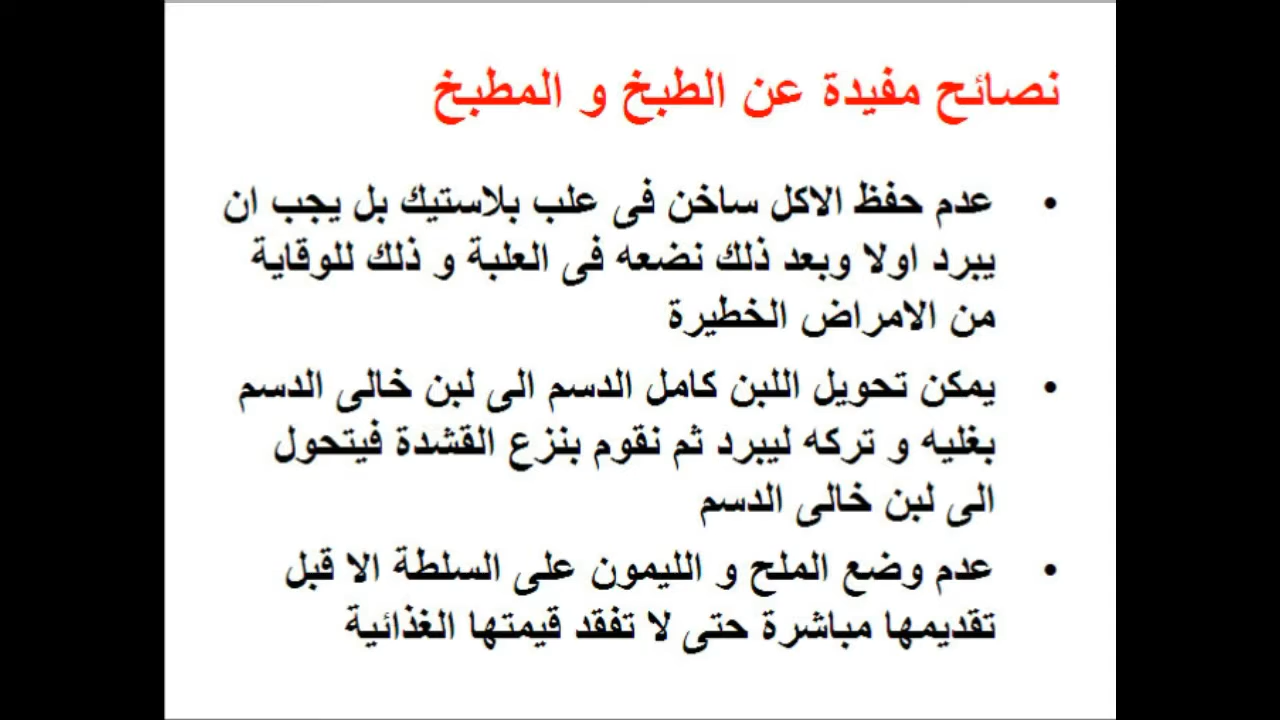 نصائح مفيدة عن الطبخ و المطبخ
• عدم حفظ الاكل ساخن فى علب بلاستيك بل يجب ان
يبرد اولا وبعد ذلك نضعه فى العلبة و ذلك للوقاية
من الامراض الخطيرة
• يمكن تحويل اللبن كامل الدسم الى لبن خالى الدسم
بغليه و تركه ليبرد ثم نقوم بنزع القشدة فيتحول
الى لبن خالى الدسم
• عدم وضع الملح و الليمون على السلطة الا قبل
تقديمها مباشرة حتى لا تفقد قيمتها الغذائية